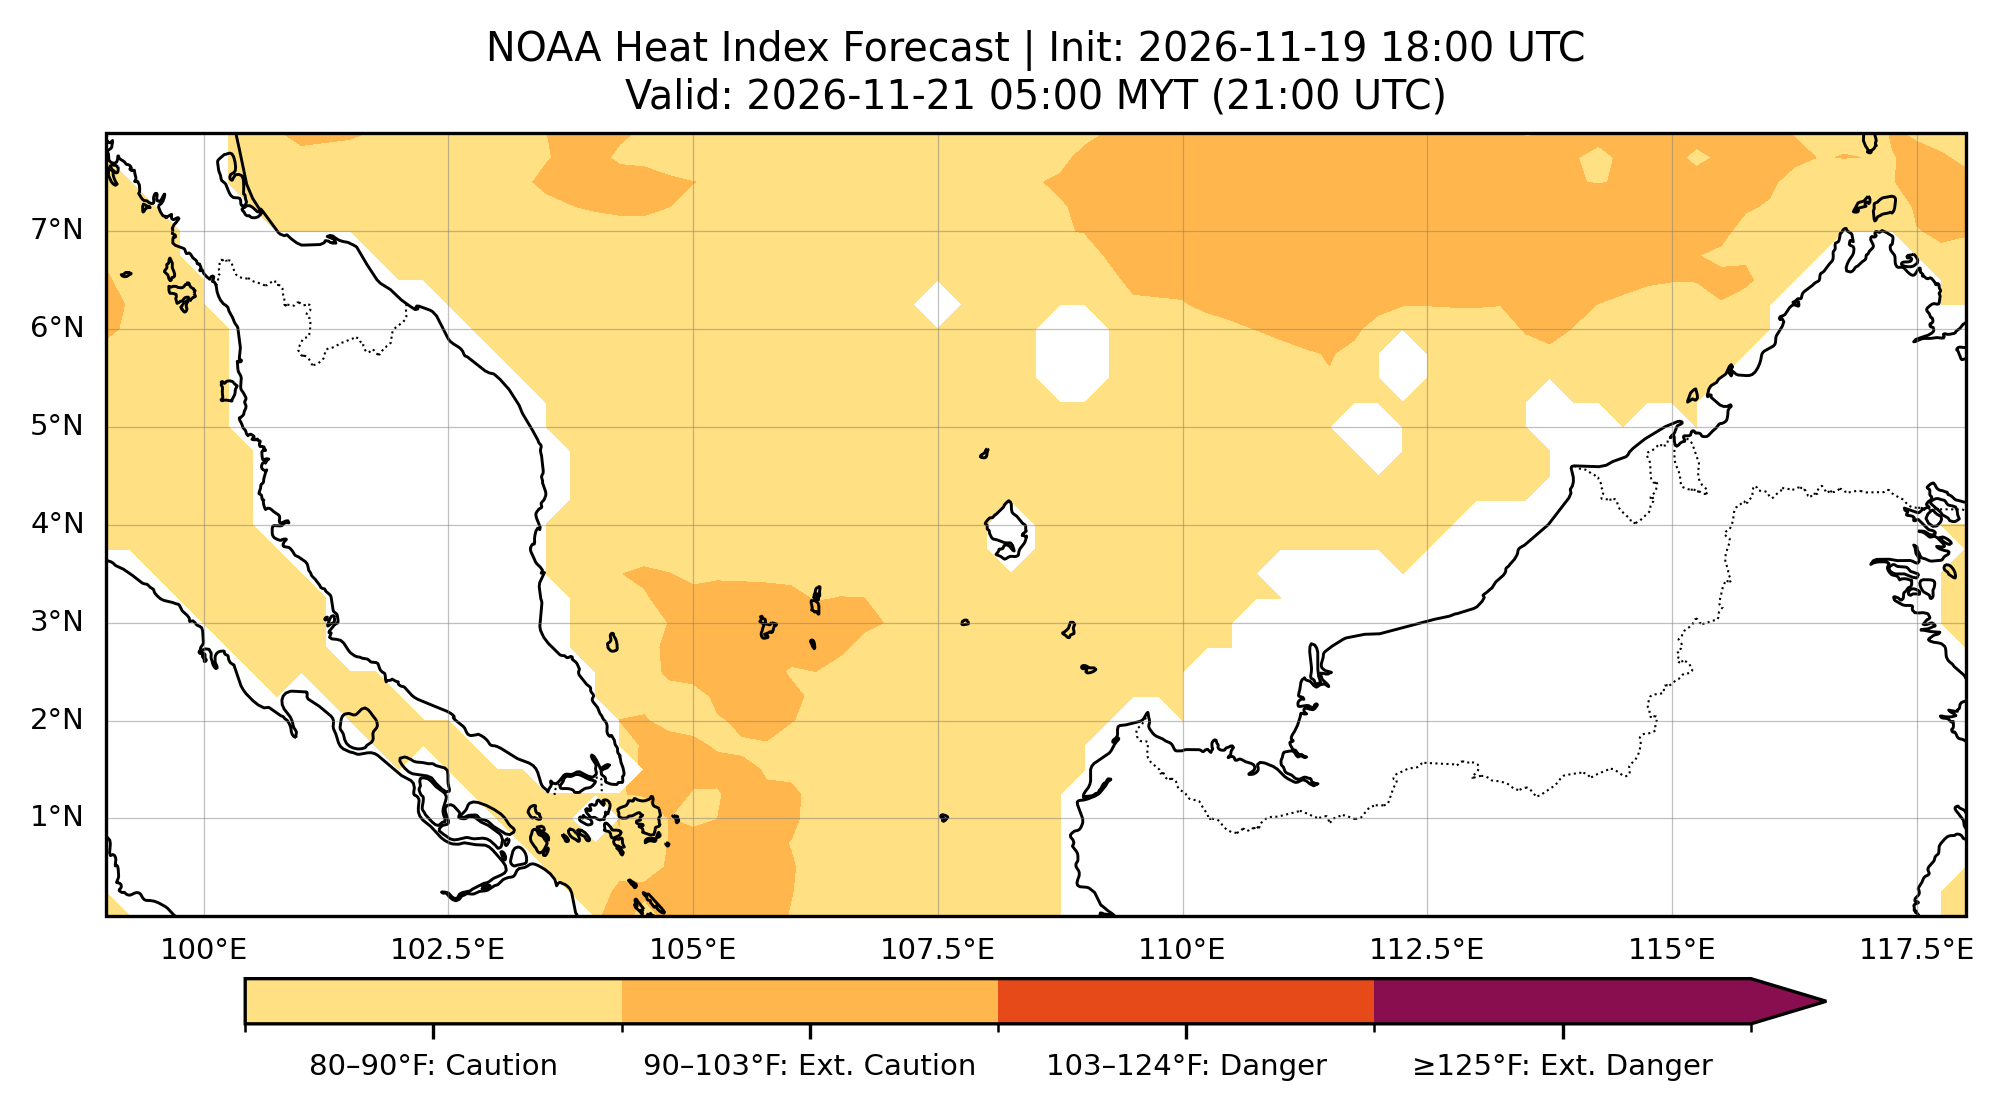 NOAA Heat Index Forecast | Init: 2026-11-19 18:00 UTC
Valid: 2026-11-21 05:00 MYT (21:00 UTC)
7°N
6°N
5°N
4°N
3°N
2°N
1°N
100°E 102.5°E 105°E 107.5°E 110°E 112.5°E 115°E 117.5°E
80–90°F: Caution 90–103°F: Ext. Caution 103–124°F: Danger ≥125°F: Ext. Danger